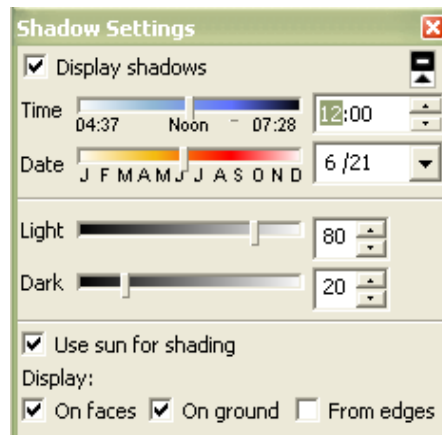 Shadow Settings
Display shadows
Time 12:00
04:37 Noon 07:28
Date 6 /21
J F M A M J J A S O N D
Light 80
Dark 20
Use sun for shading
Display:
On faces On ground From edges